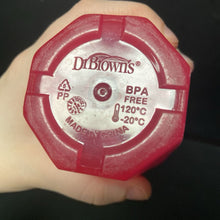 Dr Brown's®
BPA
FREE
PP
120°C
-20°C
MADE IN CHINA